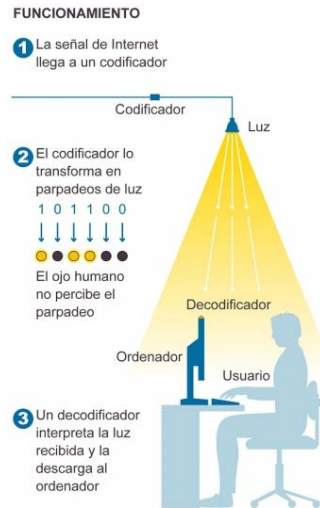 FUNCIONAMIENTO
1 La señal de Internet
llega a un codificador
Codificador
Luz
2 El codificador lo
transforma en
parpadeos de luz
1 0 1 1 0 0
El ojo humano
no percibe el
parpadeo
Decodificador
Ordenador
Usuario
3 Un decodificador
interpreta la luz
recibida y la
descarga al
ordenador